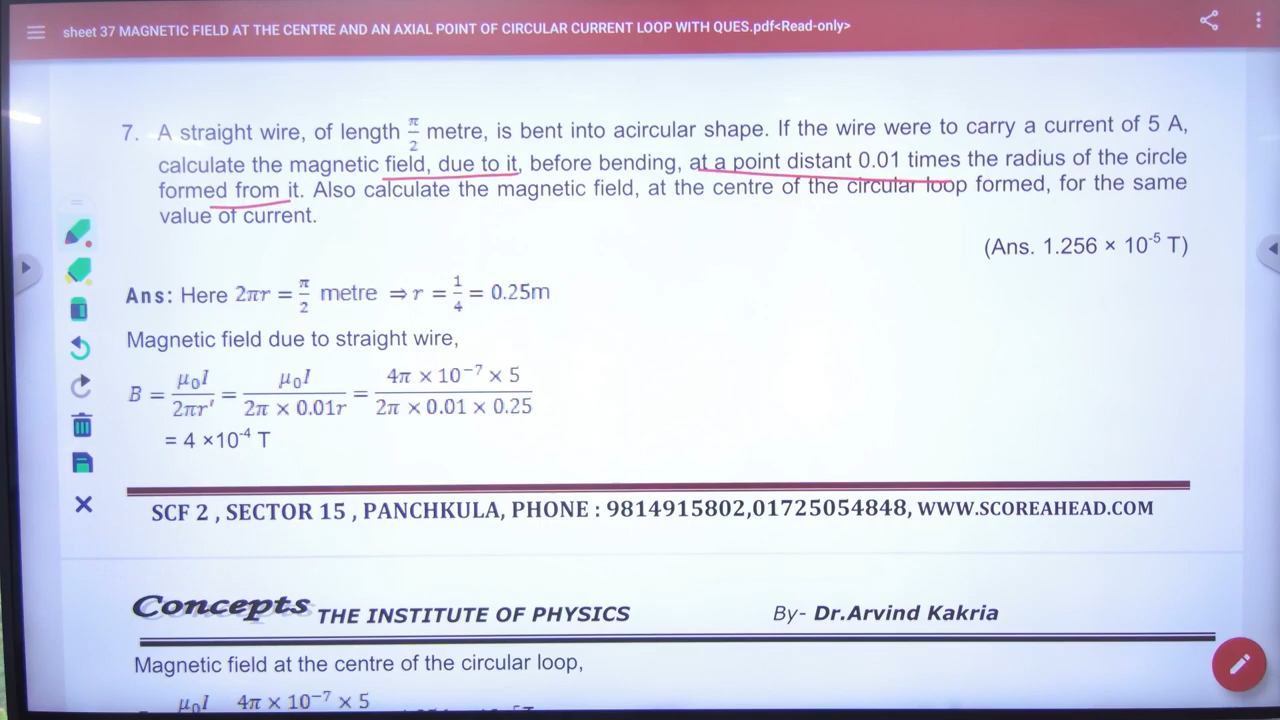 sheet 37 MAGNETIC FIELD AT THE CENTRE AND AN AXIAL POINT OF CIRCULAR CURRENT LOOP WITH QUES.pdf<Read-only>
7. A straight wire, of length π/2 metre, is bent into acircular shape. If the wire were to carry a current of 5 A,
calculate the magnetic field, due to it, before bending, at a point distant 0.01 times the radius of the circle
formed from it. Also calculate the magnetic field, at the centre of the circular loop formed, for the same
value of current.
(Ans. 1.256 × 10⁻⁵ T)
Ans: Here 2πr = π/2 metre ⇒ r = 1/4 = 0.25m
Magnetic field due to straight wire,
B = μ₀I/2πr′ = μ₀I/2π × 0.01r = 4π × 10⁻⁷ × 5/2π × 0.01 × 0.25
= 4 ×10⁻⁴ T
SCF 2 , SECTOR 15 , PANCHKULA, PHONE : 9814915802,01725054848, WWW.SCOREAHEAD.COM
Concepts THE INSTITUTE OF PHYSICS By- Dr.Arvind Kakria
Magnetic field at the centre of the circular loop,
μ₀I 4π × 10⁻⁷ × 5